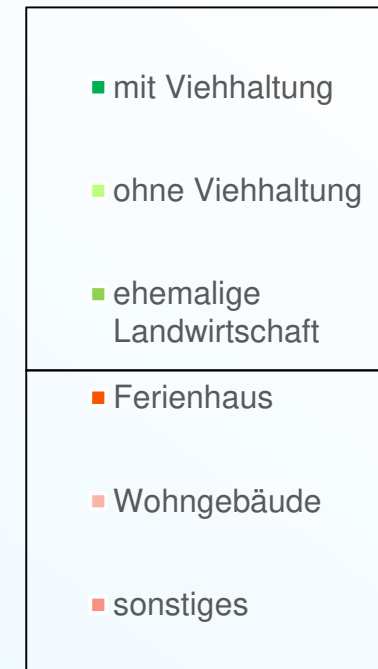 mit Viehhaltung
ohne Viehhaltung
ehemalige
Landwirtschaft
Ferienhaus
Wohngebäude
sonstiges